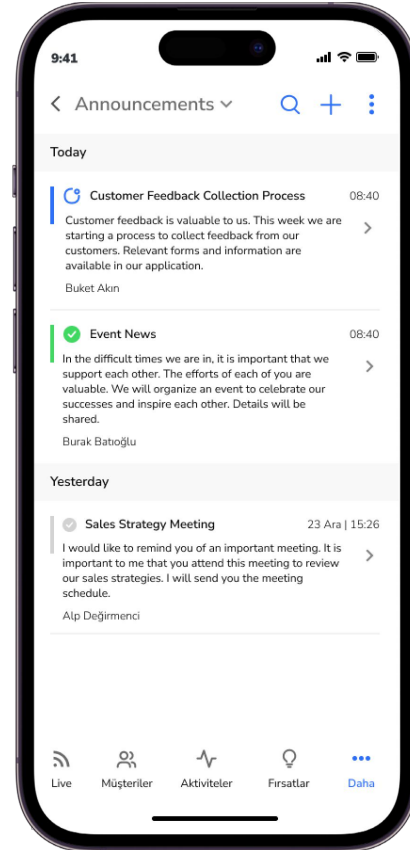 9:41
Announcements
Today
Customer Feedback Collection Process 08:40
Customer feedback is valuable to us. This week we are
starting a process to collect feedback from our
customers. Relevant forms and information are
available in our application.
Buket Akın
Event News 08:40
In the difficult times we are in, it is important that we
support each other. The efforts of each of you are
valuable. We will organize an event to celebrate our
successes and inspire each other. Details will be
shared.
Burak Batıoğlu
Yesterday
Sales Strategy Meeting 23 Ara | 15:26
I would like to remind you of an important meeting. It is
important to me that you attend this meeting to review
our sales strategies. I will send you the meeting
schedule.
Alp Değirmenci
Live Müşteriler Aktiviteler Fırsatlar Daha